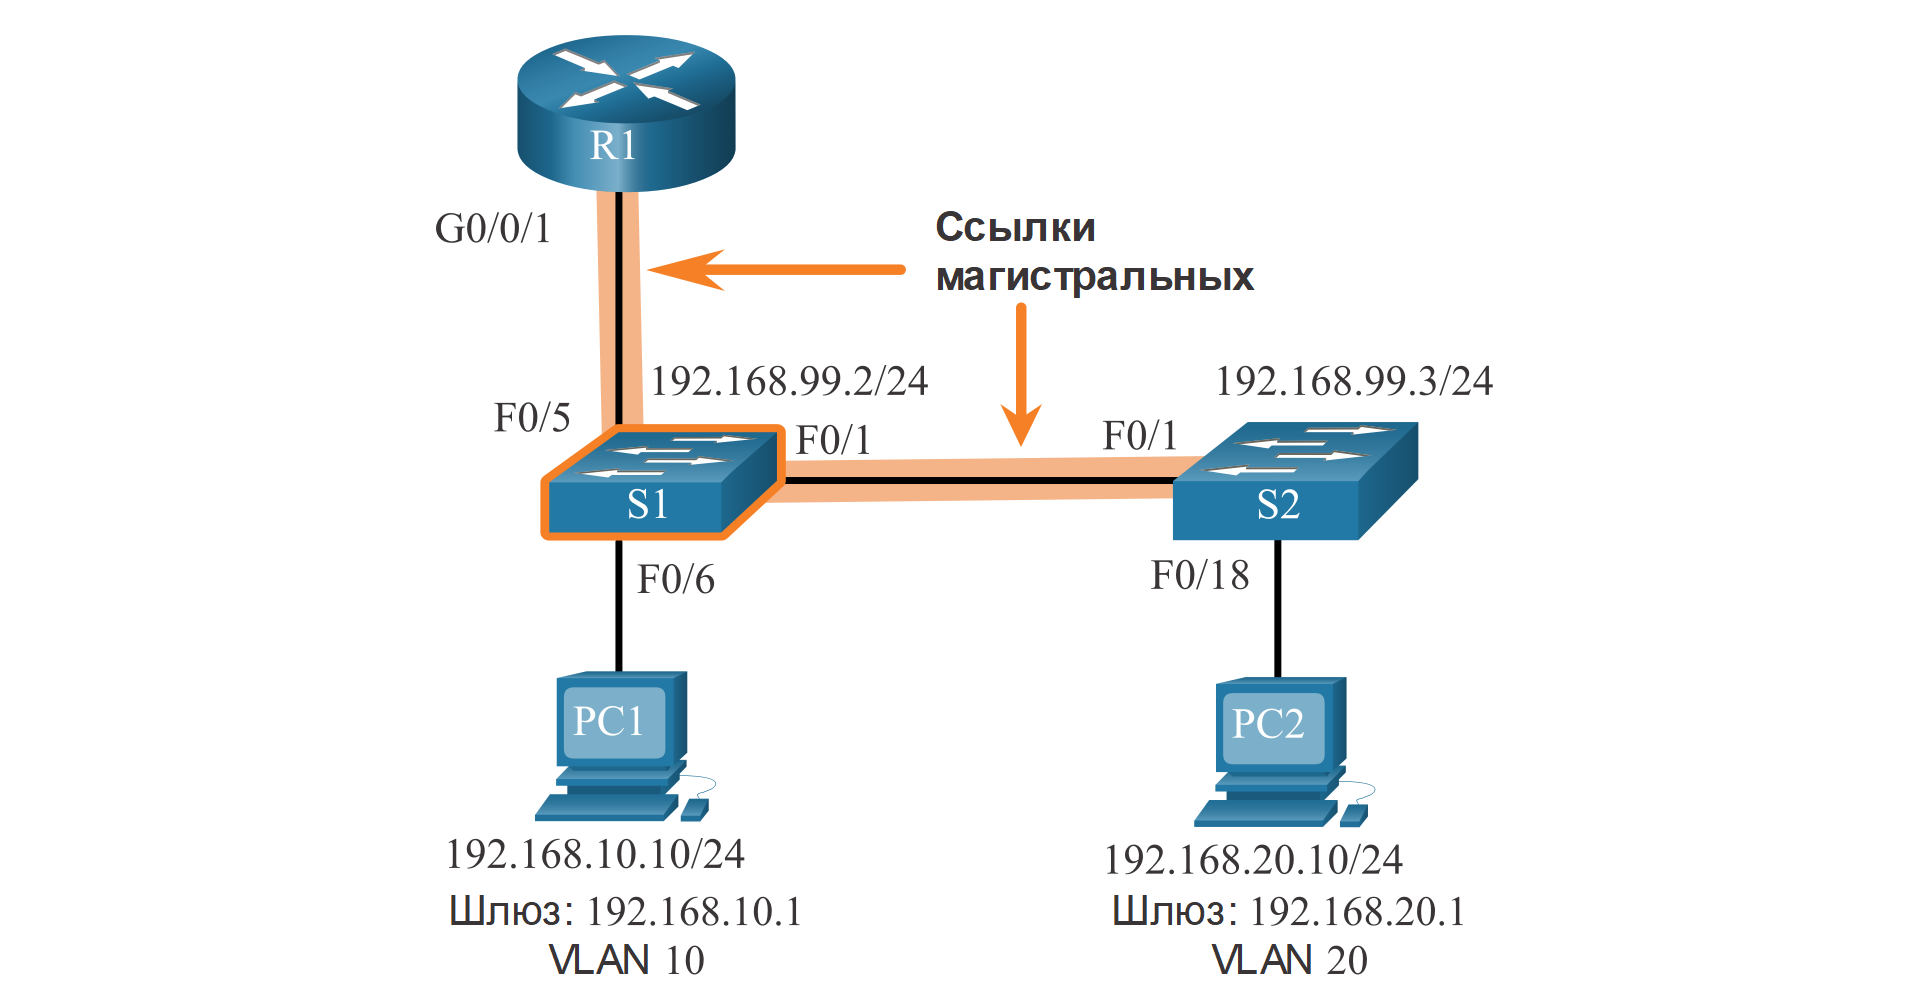 R1
G0/0/1
Ссылки
магистральных
192.168.99.2/24
192.168.99.3/24
F0/5
F0/1
F0/1
S1
S2
F0/6
F0/18
PC1
PC2
192.168.10.10/24
Шлюз: 192.168.10.1
VLAN 10
192.168.20.10/24
Шлюз: 192.168.20.1
VLAN 20